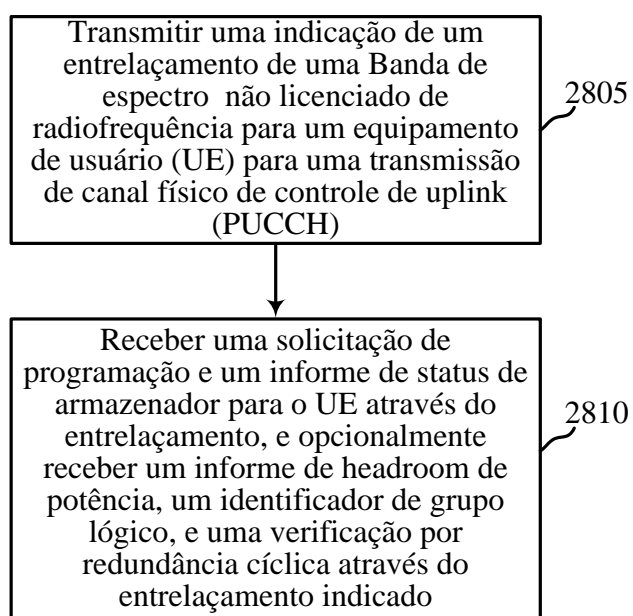 Transmitir uma indicação de um
entrelaçamento de uma Banda de
espectro não licenciado de
radiofrequência para um equipamento
de usuário (UE) para uma transmissão
de canal físico de controle de uplink
(PUCCH)
2805
Receber uma solicitação de
programação e um informe de status de
armazenador para o UE através do
entrelaçamento, e opcionalmente
receber um informe de headroom de
potência, um identificador de grupo
lógico, e uma verificação por
redundância cíclica através do
entrelaçamento indicado
2810